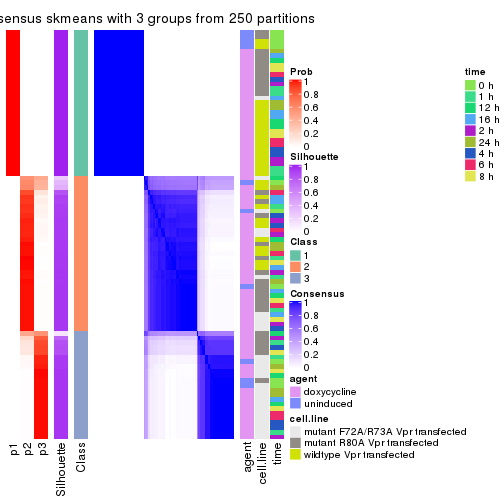 sensus skmeans with 3 groups from 250 partitions
Prob
1
0.8
0.6
0.4
0.2
0
Silhouette
1
0.8
0.6
0.4
0.2
0
Class
1
2
3
Consensus
1
0.8
0.6
0.4
0.2
0
agent
doxycycline
uninduced
cell.line
mutant F72A/R73A Vpr transfected
mutant R80A Vpr transfected
wildtype Vpr transfected
time
0 h
1 h
12 h
16 h
2 h
24 h
4 h
6 h
8 h
p1
p2
p3
Silhouette
Class
agent
cell.line
time